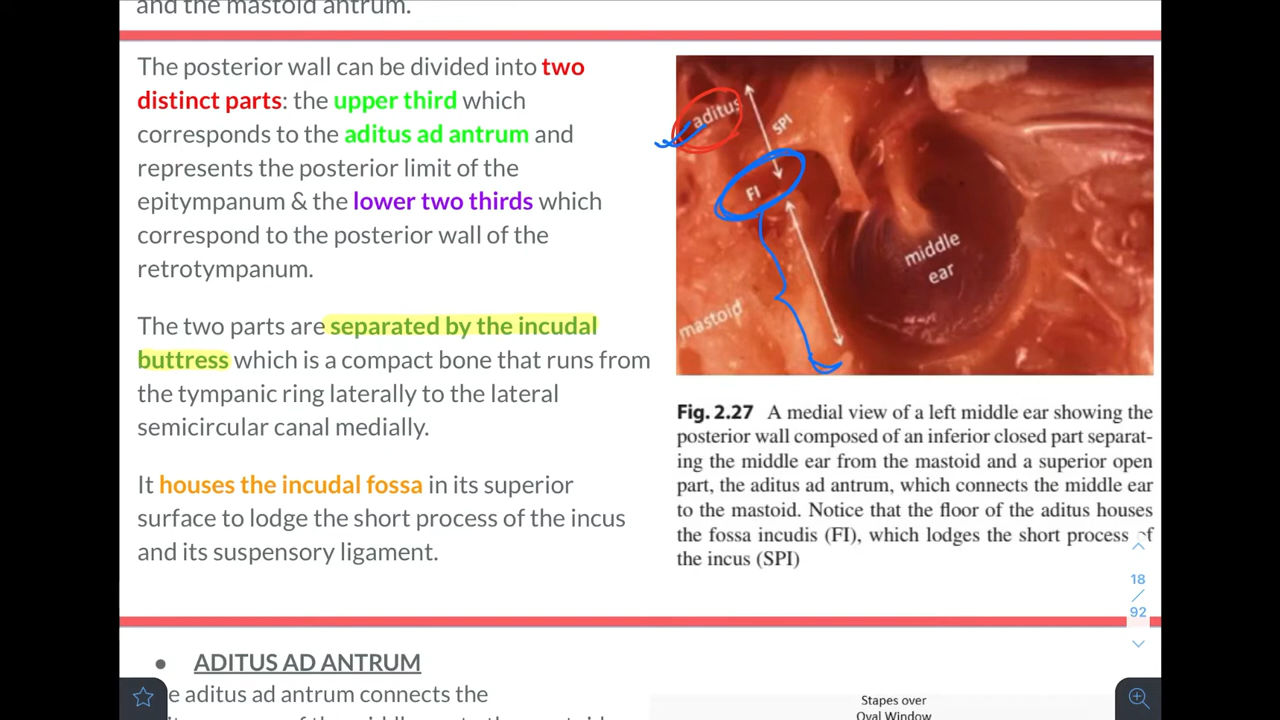 and the mastoid antrum.
The posterior wall can be divided into two
distinct parts: the upper third which
corresponds to the aditus ad antrum and
represents the posterior limit of the
epitympanum & the lower two thirds which
correspond to the posterior wall of the
retrotympanum.
The two parts are separated by the incudal
buttress which is a compact bone that runs from
the tympanic ring laterally to the lateral
semicircular canal medially.
It houses the incudal fossa in its superior
surface to lodge the short process of the incus
and its suspensory ligament.
aditus
SPI
FI
middle
ear
mastoid
Fig. 2.27 A medial view of a left middle ear showing the
posterior wall composed of an inferior closed part separat-
ing the middle ear from the mastoid and a superior open
part, the aditus ad antrum, which connects the middle ear
to the mastoid. Notice that the floor of the aditus houses
the fossa incudis (FI), which lodges the short process of
the incus (SPI)
18
/
92
ADITUS AD ANTRUM
e aditus ad antrum connects the
Stapes over
Oval Window